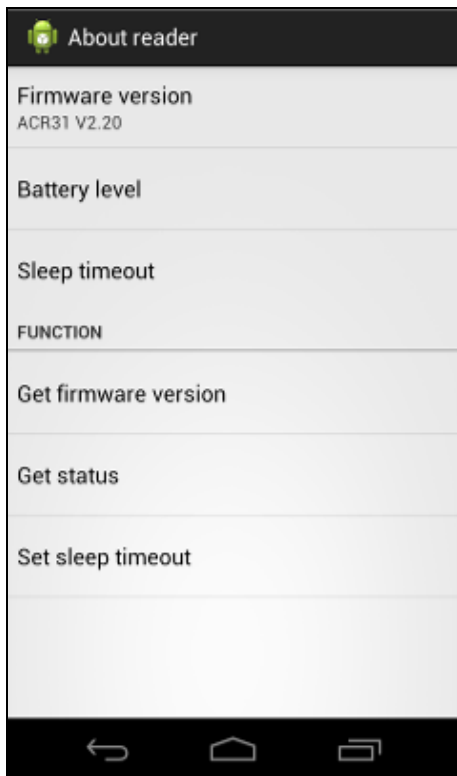 About reader
Firmware version
ACR31 V2.20
Battery level
Sleep timeout
FUNCTION
Get firmware version
Get status
Set sleep timeout